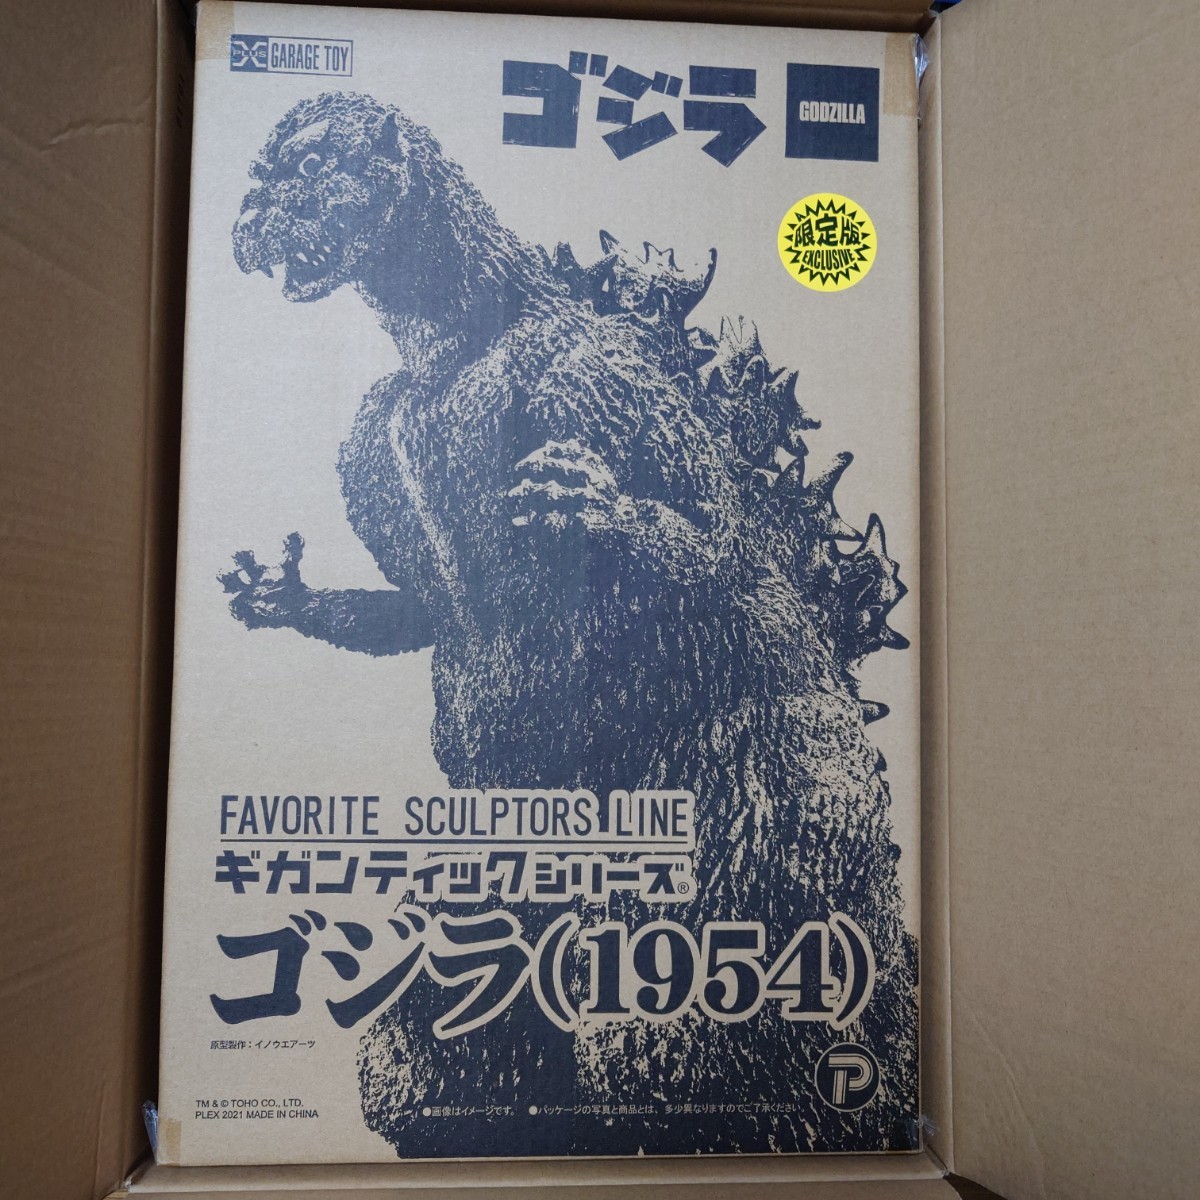 X PLUS GARAGE TOY
ゴジラ GODZILLA
限定版
EXCLUSIVE
FAVORITE SCULPTORS LINE
ギガンティックシリーズ®
ゴジラ(1954)
原型製作：イノウエアーツ
TM & © TOHO CO., LTD.
PLEX 2021 MADE IN CHINA
●画像はイメージです。 ●パッケージの写真と商品とは、多少異なりますのでご了承ください。
P